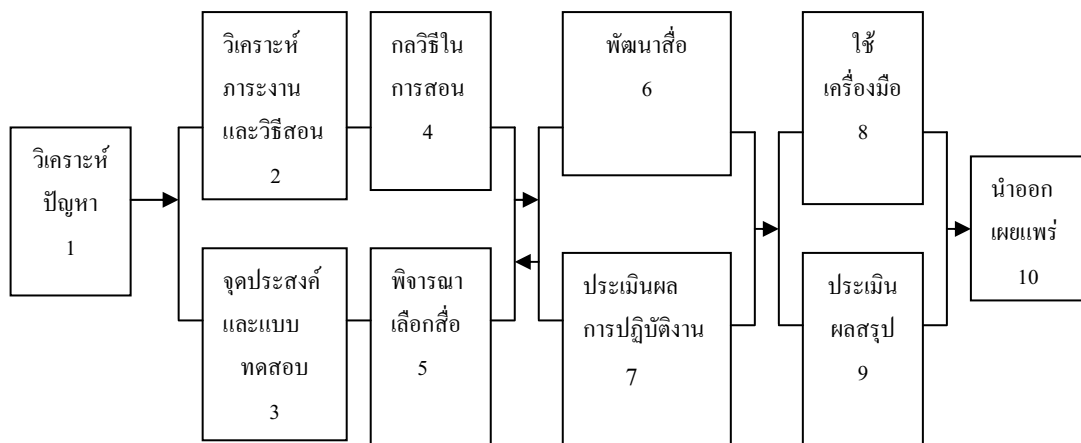 วิเคราะห์
ปัญหา
1
วิเคราะห์
ภาระงาน
และวิธีสอน
2
จุดประสงค์
และแบบ
ทดสอบ
3
กลวิธีใน
การสอน
4
พิจารณา
เลือกสื่อ
5
พัฒนาสื่อ
6
ประเมินผล
การปฏิบัติงาน
7
ใช้
เครื่องมือ
8
ประเมิน
ผลสรุป
9
นำออก
เผยแพร่
10